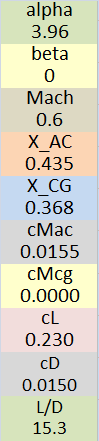 alpha
3.96
beta
0
Mach
0.6
X_AC
0.435
X_CG
0.368
cMac
0.0155
cMcg
0.0000
cL
0.230
cD
0.0150
L/D
15.3